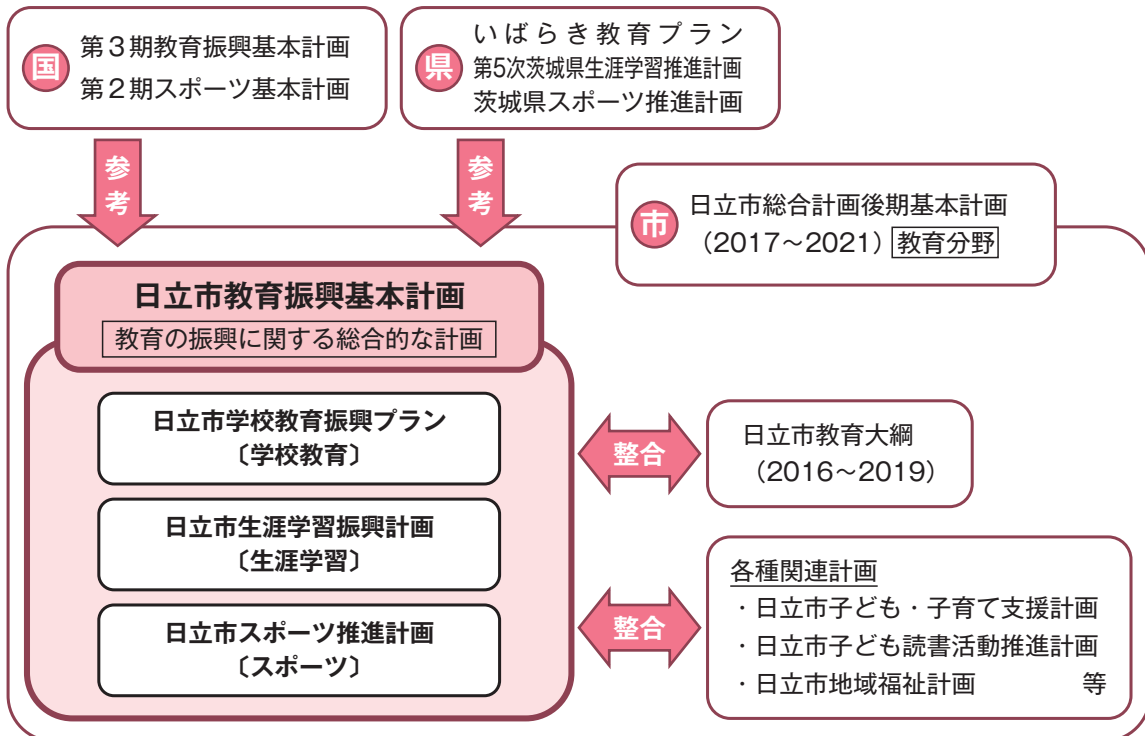 国
第3期教育振興基本計画
第2期スポーツ基本計画
県
いばらき教育プラン
第5次茨城県生涯学習推進計画
茨城県スポーツ推進計画
参考
参考
市
日立市総合計画後期基本計画
（2017～2021）教育分野
日立市教育振興基本計画
教育の振興に関する総合的な計画
日立市学校教育振興プラン
〔学校教育〕
日立市生涯学習振興計画
〔生涯学習〕
日立市スポーツ推進計画
〔スポーツ〕
整合
日立市教育大綱
（2016～2019）
整合
各種関連計画
・日立市子ども・子育て支援計画
・日立市子ども読書活動推進計画
・日立市地域福祉計画　　　　等